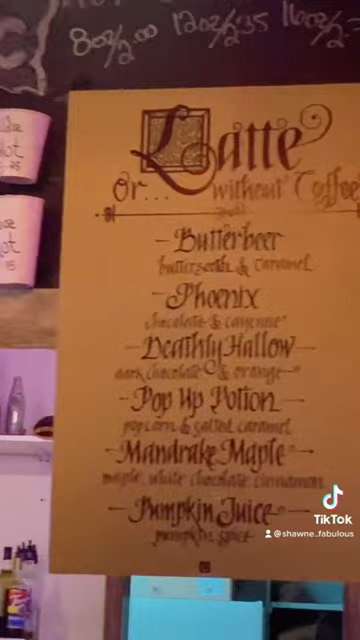 8oz/2.00 12oz/2.35 16oz/2.
Latte
or... without Coffee
Butterbeer
butterscotch & caramel
Phoenix
chocolate & cayenne
Deathly Hallow
dark chocolate & orange
Pop Up Potion
popcorn & salted caramel
Mandrake Maple
maple, white chocolate cinnamon
Pumpkin Juice
pumpkin spice
TikTok
@shawne..fabulous